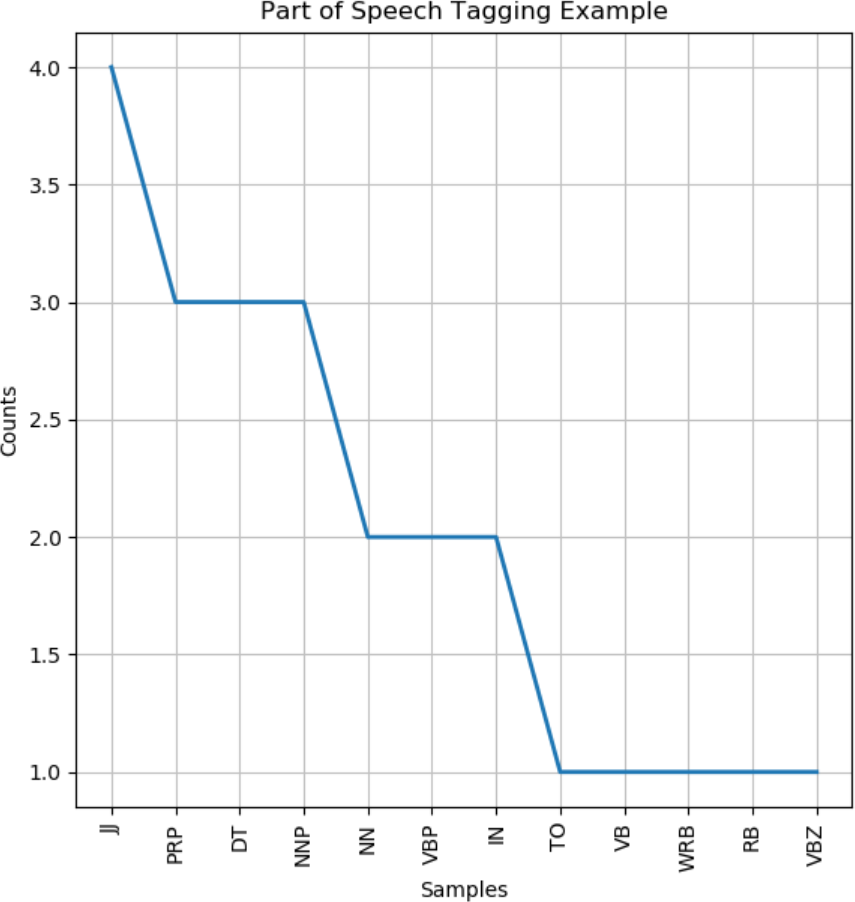 Part of Speech Tagging Example
4.0
3.5
3.0
2.5
2.0
1.5
1.0
Counts
JJ
PRP
DT
NNP
NN
VBP
IN
TO
VB
WRB
RB
VBZ
Samples